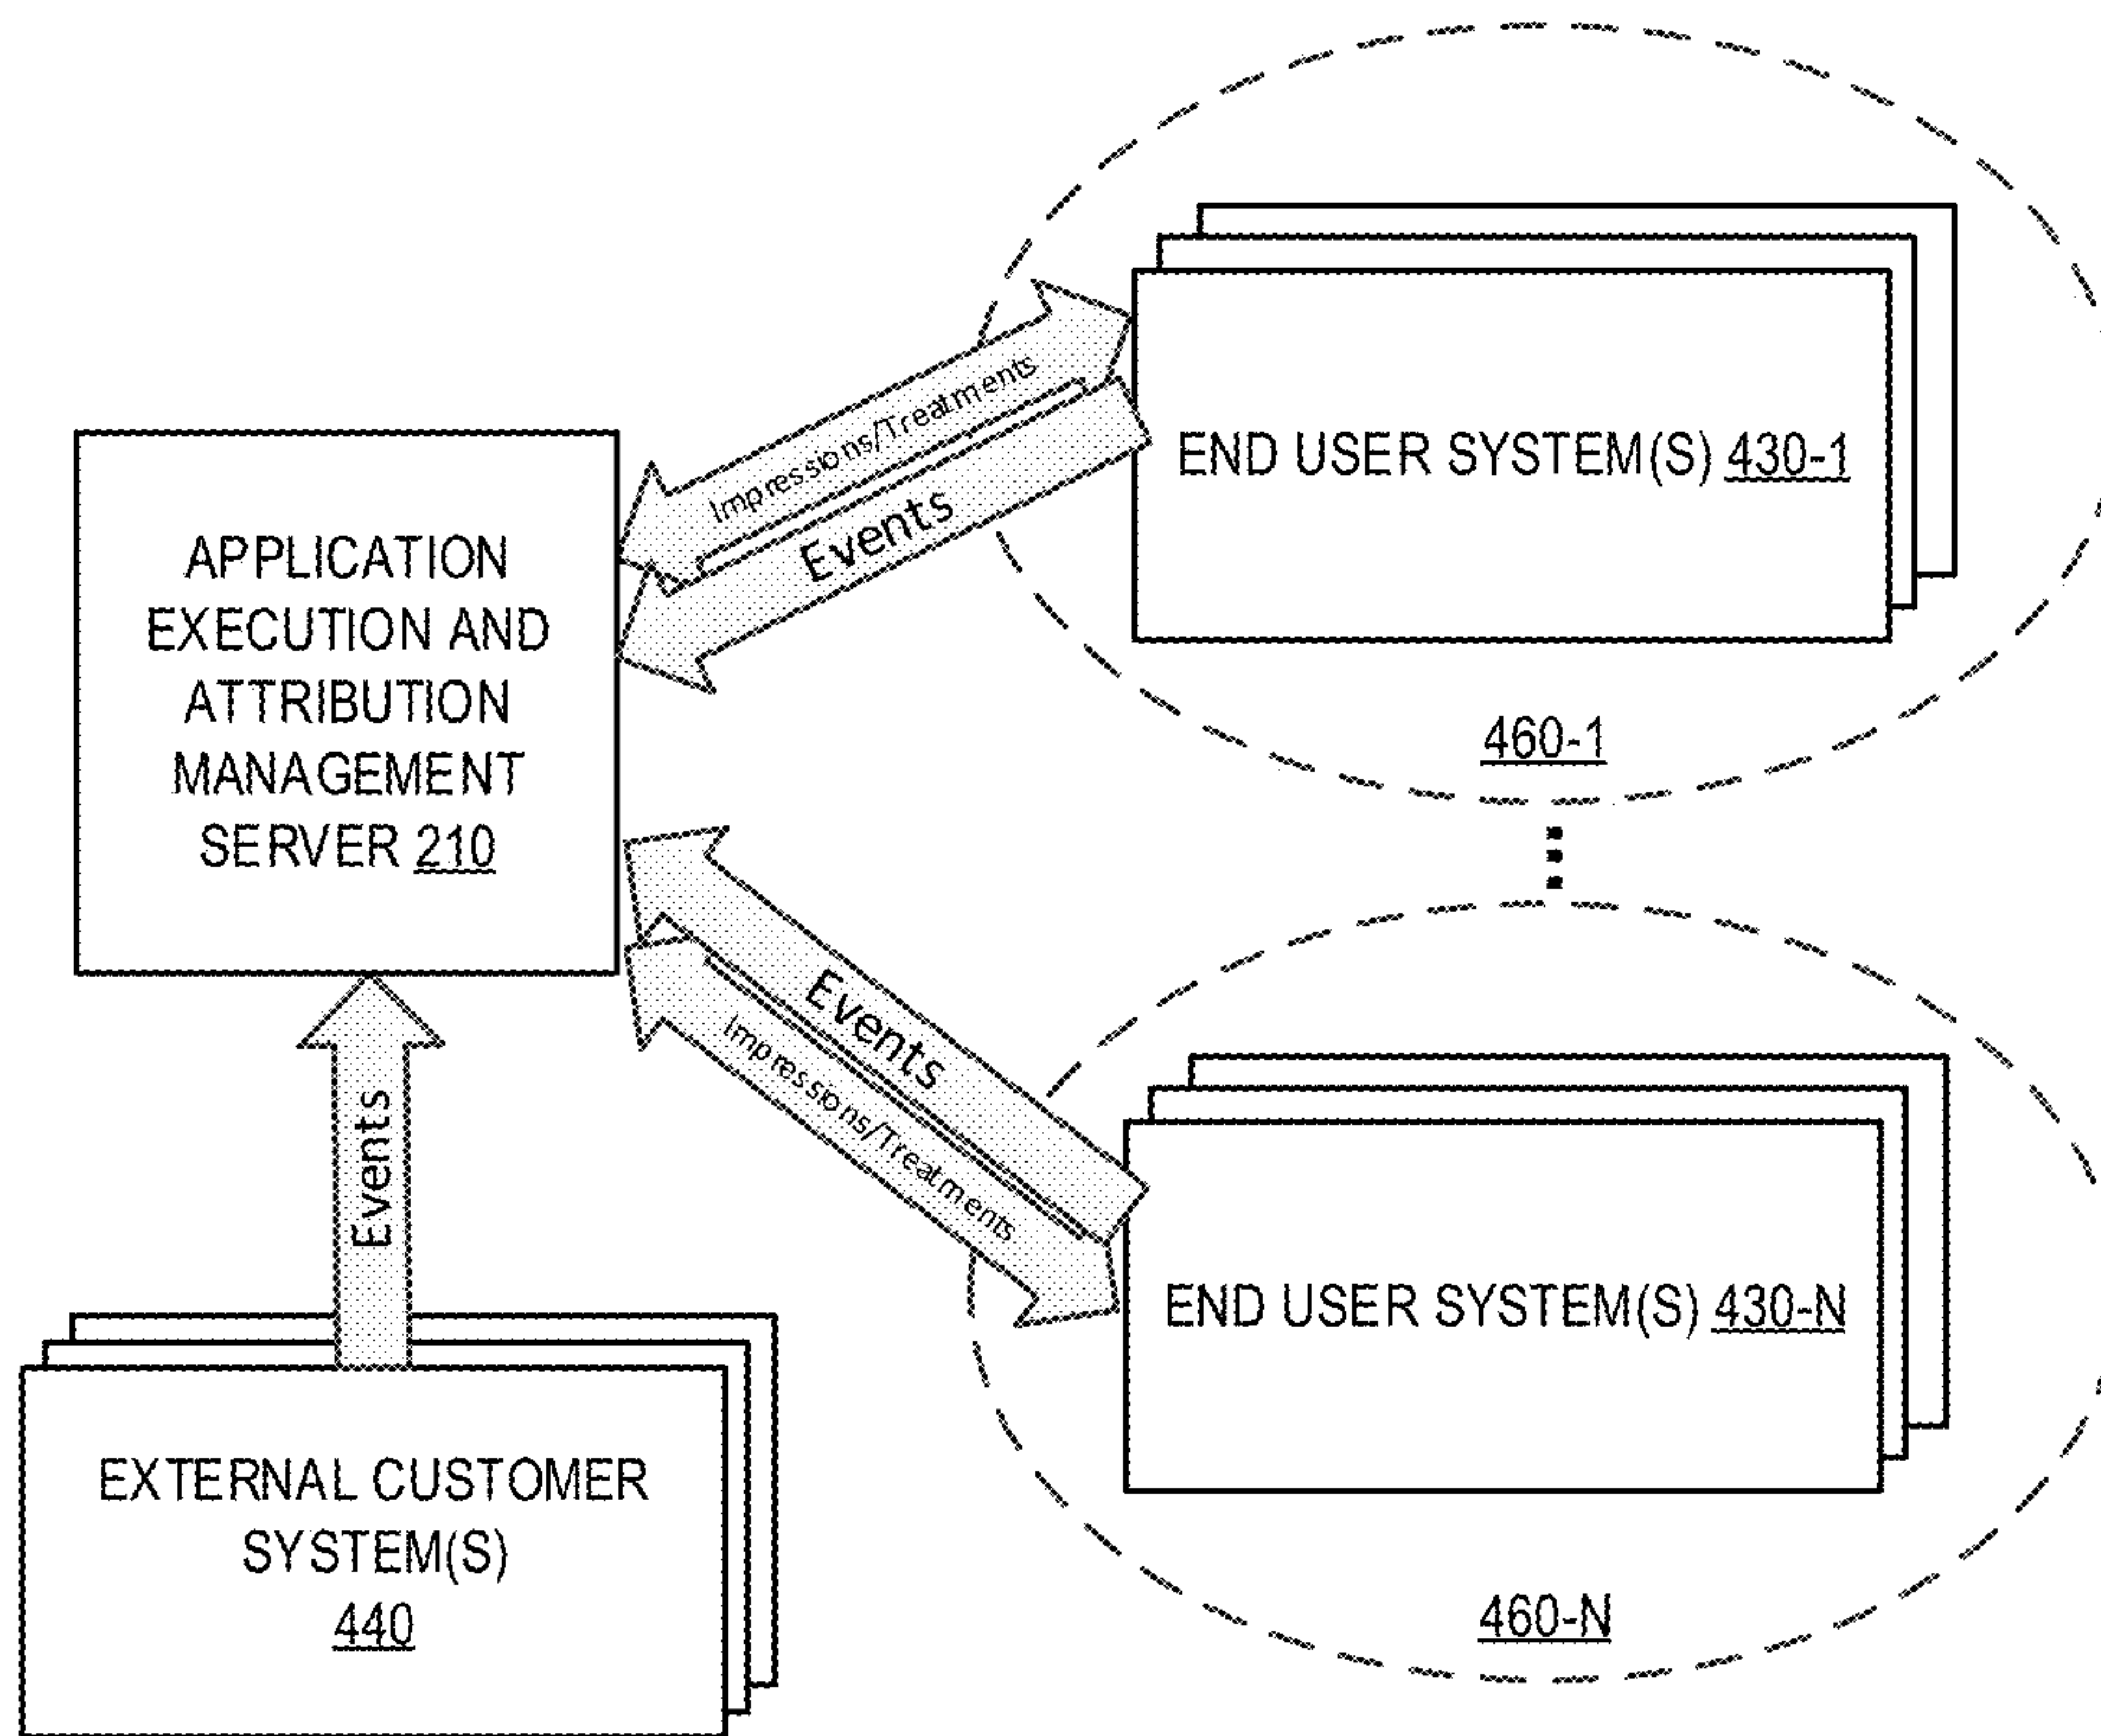 APPLICATION
EXECUTION AND
ATTRIBUTION
MANAGEMENT
SERVER 210
Impressions/Treatments
Events
END USER SYSTEM(S) 430-1
460-1
Events
Impressions/Treatments
END USER SYSTEM(S) 430-N
460-N
Events
EXTERNAL CUSTOMER
SYSTEM(S)
440